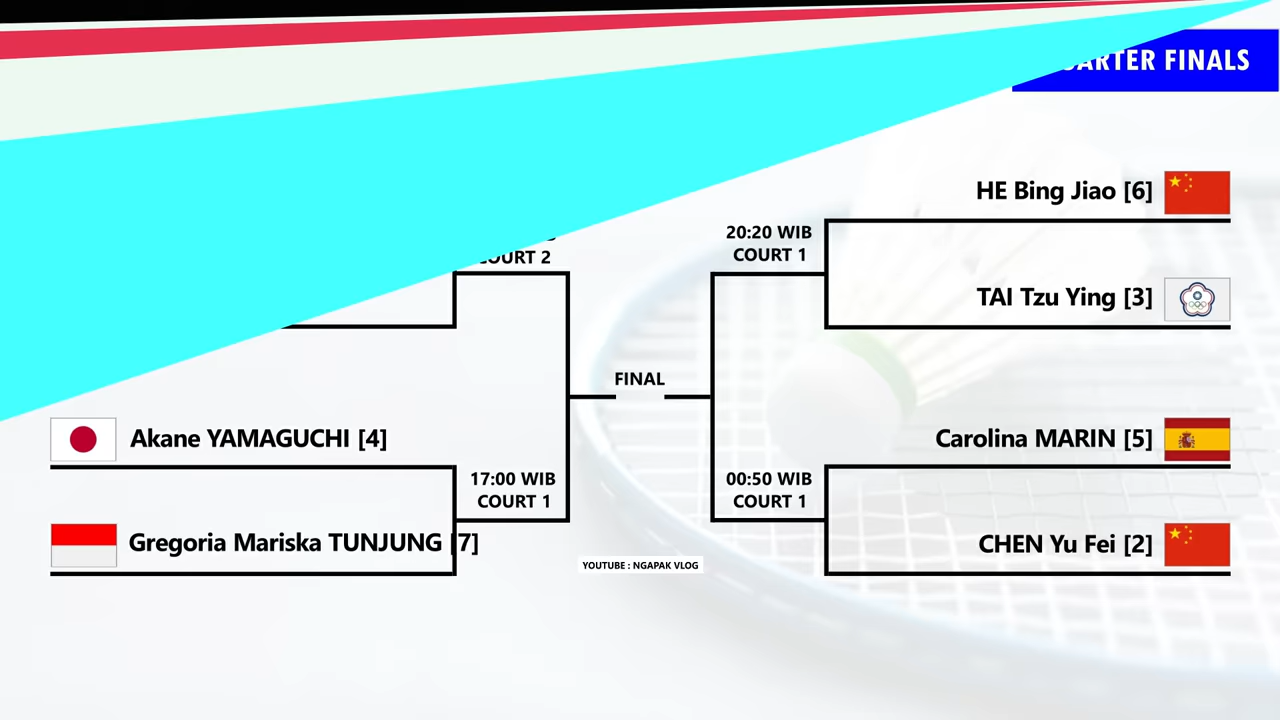 FINALS
HE Bing Jiao [6]
20:20 WIB
COURT 1
COURT 2
TAI Tzu Ying [3]
FINAL
Akane YAMAGUCHI [4]
Carolina MARIN [5]
17:00 WIB
COURT 1
00:50 WIB
COURT 1
Gregoria Mariska TUNJUNG [7]
CHEN Yu Fei [2]
YOUTUBE : NGAPAK VLOG